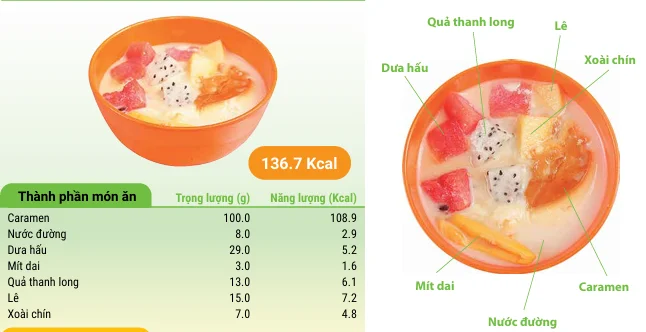 136.7 Kcal
Thành phần món ăn Trọng lượng (g) Năng lượng (Kcal)
Caramen 100.0 108.9
Nước đường 8.0 2.9
Dưa hấu 29.0 5.2
Mít dai 3.0 1.6
Quả thanh long 13.0 6.1
Lê 15.0 7.2
Xoài chín 7.0 4.8
Quả thanh long
Lê
Xoài chín
Dưa hấu
Mít dai
Caramen
Nước đường